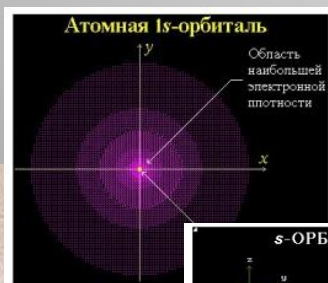 Атомная 1s-орбиталь
y
Область
наибольшей
электронной
плотности
x
s-ОРБ
z
y